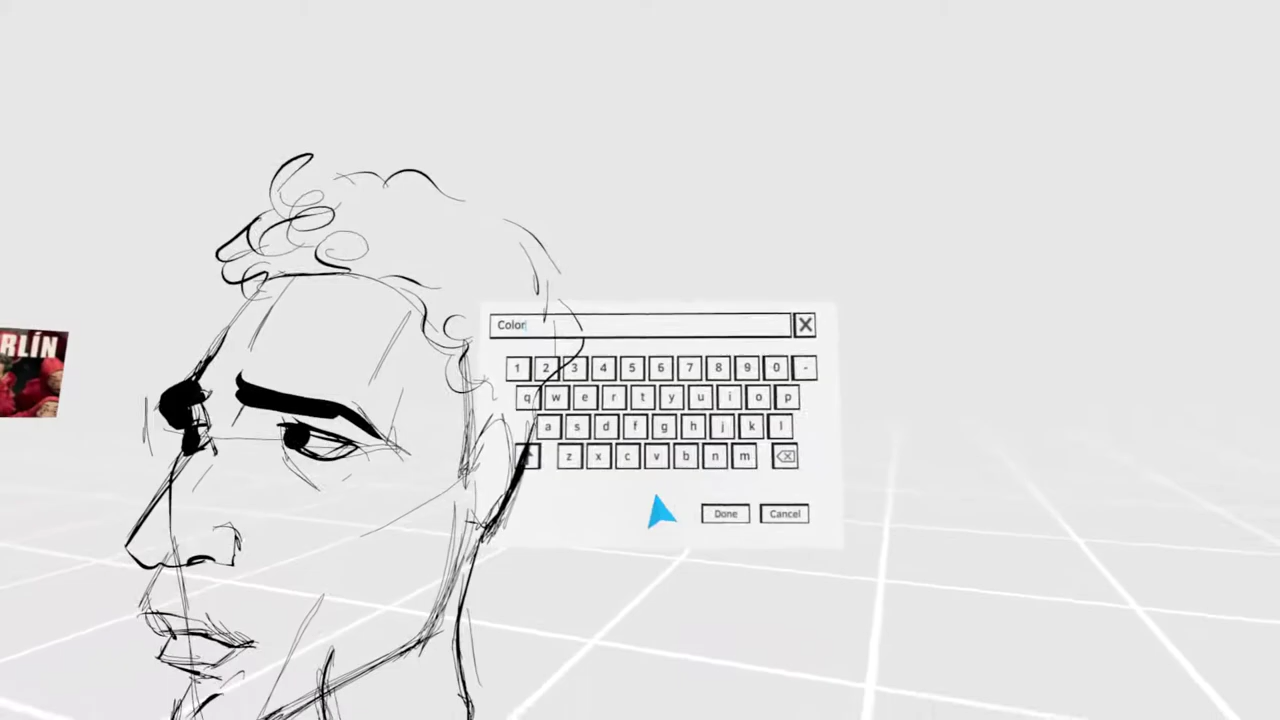 RLÍN
Color
1 2 3 4 5 6 7 8 9 0 -
q w e r t y u i o p
a s d f g h j k l
z x c v b n m
Done Cancel